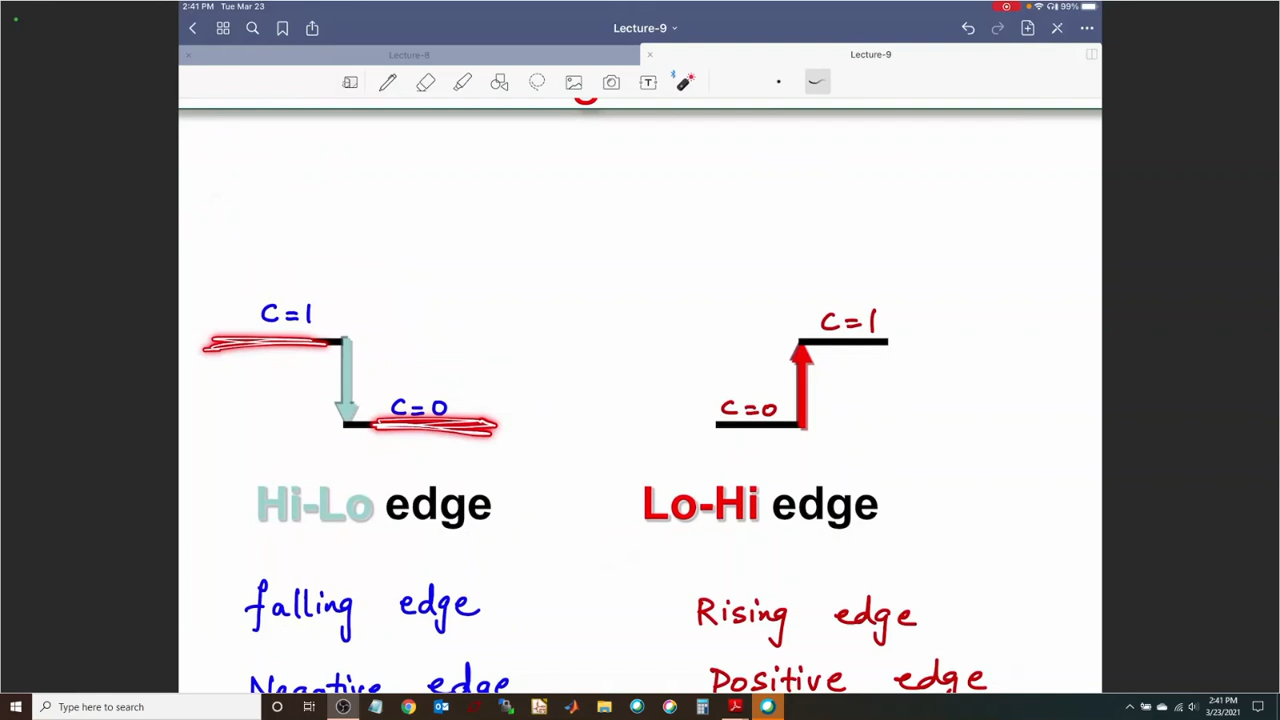 2:41 PM Tue Mar 23
99%
Lecture-9
Lecture-8
Lecture-9
T
C=1
C=1
C=0
C=0
Hi-Lo edge
Lo-Hi edge
falling edge
Rising edge
Negative edge
Positive edge
Type here to search
2:41 PM
3/23/2021